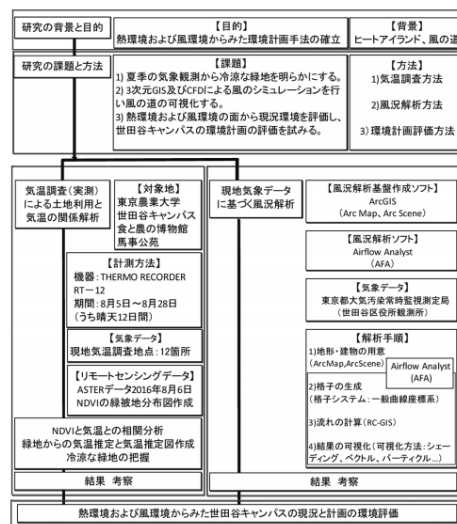 研究の背景と目的
【目的】
熱環境および風環境からみた環境計画手法の確立
【背景】
ヒートアイランド、風の道
研究の課題と方法
【課題】
1) 夏季の気象観測から冷涼な緑地を明らかにする。
2) 3次元GIS及びCFDによる風のシミュレーションを行
い風の道の可視化する。
3) 熱環境および風環境の面から現況環境を評価し、
世田谷キャンパスの環境計画の評価を試みる。
【方法】
1)気温調査方法
2)風況解析方法
3)環境計画評価方法
気温調査(実測)
による土地利用と
気温の関係解析
【対象地】
東京農業大学
世田谷キャンパス
食と農の博物館
馬事公苑
【計測方法】
機器:THERMO RECORDER
RT-12
期間:8月5日~8月28日
(うち晴天12日間)
【気象データ】
現地気温調査地点:12箇所
【リモートセンシングデータ】
ASTERデータ2016年8月6日
NDVIの緑被地分布図作成
NDVIと気温との相関分析
緑地からの気温推定と気温推定図作成
冷涼な緑地の把握
結果 考察
現地気象データ
に基づく風況解析
【風況解析基盤作成ソフト】
ArcGIS
(Arc Map、Arc Scene)
【風況解析ソフト】
Airflow Analyst
(AFA)
【気象データ】
東京都大気汚染常時監視測定局
(世田谷区役所観測所)
【解析手順】
1)地形・建物の用意
(ArcMap,ArcScene)
Airflow Analyst
(AFA)
2)格子の生成
(格子システム:一般曲線座標系)
3)流れの計算(RC-GIS)
4)結果の可視化(可視化方法:シェー
ディング、ベクトル、パーティクル…)
結果 考察
熱環境および風環境からみた世田谷キャンパスの現況と計画の環境評価